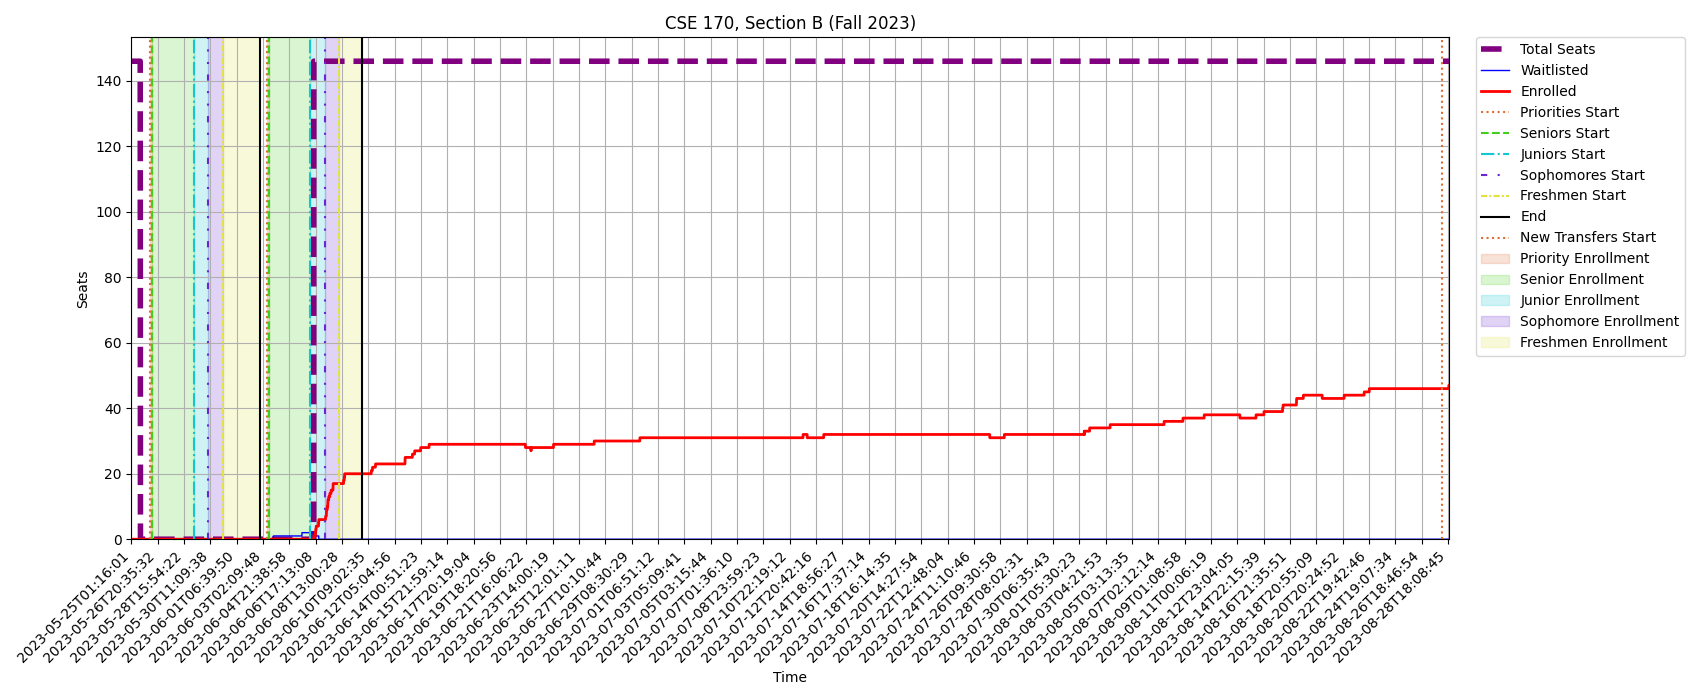 CSE 170, Section B (Fall 2023)
Seats
140
120
100
80
60
40
20
0
2023-05-25T01:16:01
2023-05-26T20:35:32
2023-05-28T15:54:22
2023-05-30T11:09:38
2023-06-01T06:39:50
2023-06-03T02:09:48
2023-06-04T21:38:58
2023-06-06T17:13:08
2023-06-08T13:00:28
2023-06-10T09:02:35
2023-06-12T05:04:56
2023-06-14T00:51:23
2023-06-15T21:59:14
2023-06-17T20:19:04
2023-06-19T18:20:56
2023-06-21T16:06:22
2023-06-23T14:00:19
2023-06-25T12:01:11
2023-06-27T10:10:44
2023-06-29T08:30:29
2023-07-01T06:51:12
2023-07-03T05:09:41
2023-07-05T03:15:44
2023-07-07T01:36:10
2023-07-08T23:59:23
2023-07-10T22:19:12
2023-07-12T20:42:16
2023-07-14T18:56:27
2023-07-16T17:37:14
2023-07-18T16:14:35
2023-07-20T14:27:54
2023-07-22T12:48:04
2023-07-24T11:10:46
2023-07-26T09:30:58
2023-07-28T08:02:31
2023-07-30T06:35:43
2023-08-01T05:30:23
2023-08-03T04:21:53
2023-08-05T03:13:35
2023-08-07T02:12:14
2023-08-09T01:08:58
2023-08-11T00:06:19
2023-08-12T23:04:05
2023-08-14T22:15:39
2023-08-16T21:35:51
2023-08-18T20:55:09
2023-08-20T20:24:52
2023-08-22T19:42:46
2023-08-24T19:07:34
2023-08-26T18:46:54
2023-08-28T18:08:45
Time
Total Seats
Waitlisted
Enrolled
Priorities Start
Seniors Start
Juniors Start
Sophomores Start
Freshmen Start
End
New Transfers Start
Priority Enrollment
Senior Enrollment
Junior Enrollment
Sophomore Enrollment
Freshmen Enrollment